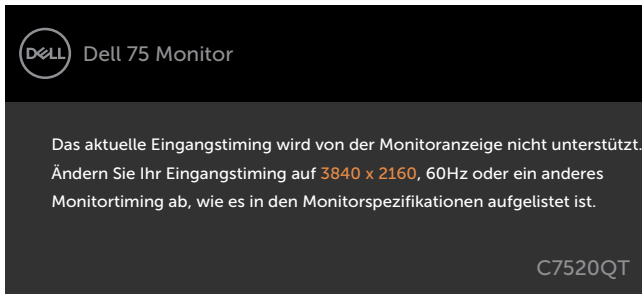 DELL Dell 75 Monitor
Das aktuelle Eingangstiming wird von der Monitoranzeige nicht unterstützt.
Ändern Sie Ihr Eingangstiming auf 3840 x 2160, 60Hz oder ein anderes
Monitortiming ab, wie es in den Monitorspezifikationen aufgelistet ist.
C7520QT